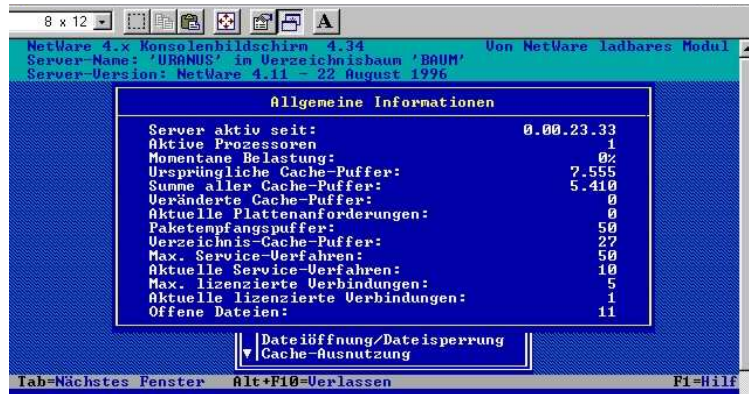 8 x 12
A
NetWare 4.x Konsolenbildschirm 4.34 Von NetWare ladbares Modul
Server-Name: 'URANUS' im Verzeichnisbaum 'BAUM'
Server-Version: NetWare 4.11 - 22 August 1996
Allgemeine Informationen
Server aktiv seit: 0.00.23.33
Aktive Prozessoren 1
Momentane Belastung: 0%
Ursprüngliche Cache-Puffer: 7.555
Summe aller Cache-Puffer: 5.410
Veränderte Cache-Puffer: 0
Aktuelle Plattenanforderungen: 0
Paketempfangspuffer: 50
Verzeichnis-Cache-Puffer: 27
Max. Service-Verfahren: 50
Aktuelle Service-Verfahren: 10
Max. lizenzierte Verbindungen: 5
Aktuelle lizenzierte Verbindungen: 1
Offene Dateien: 11
Dateiöffnung/Dateisperrung
Cache-Ausnutzung
Tab=Nächstes Fenster Alt+F10=Verlassen F1=Hilf